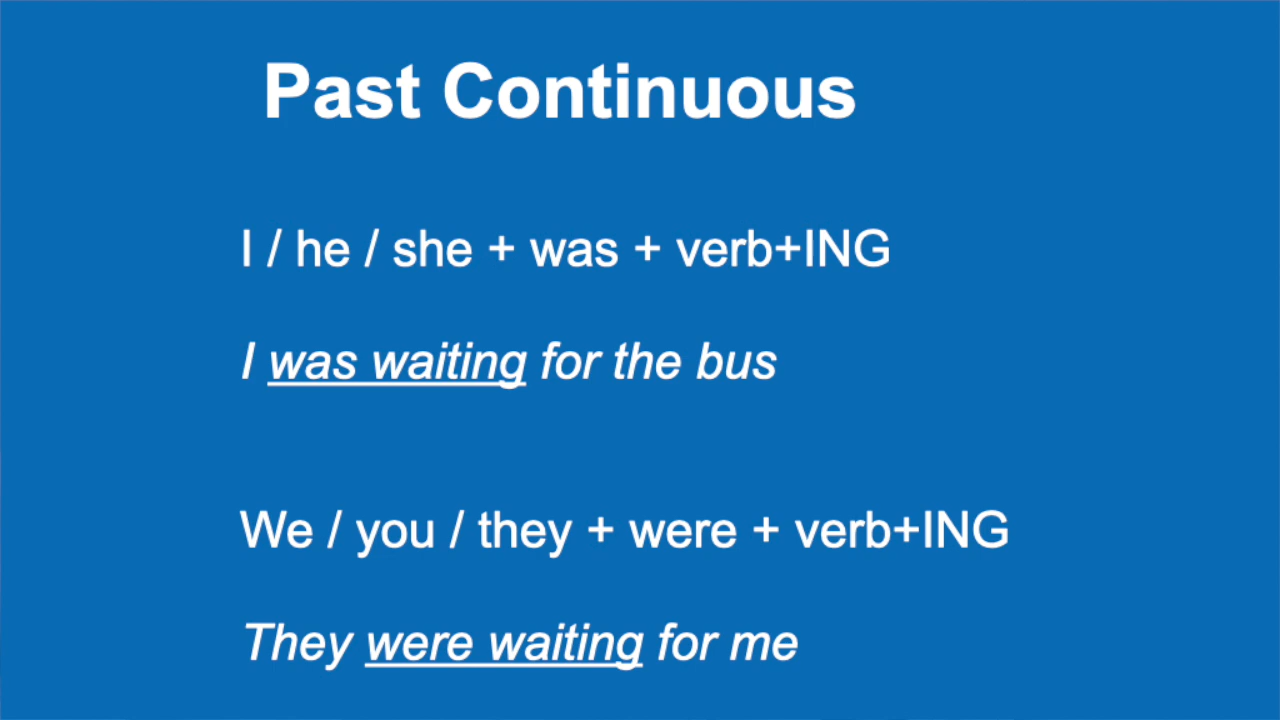 Past Continuous
I / he / she + was + verb+ING
I was waiting for the bus
We / you / they + were + verb+ING
They were waiting for me